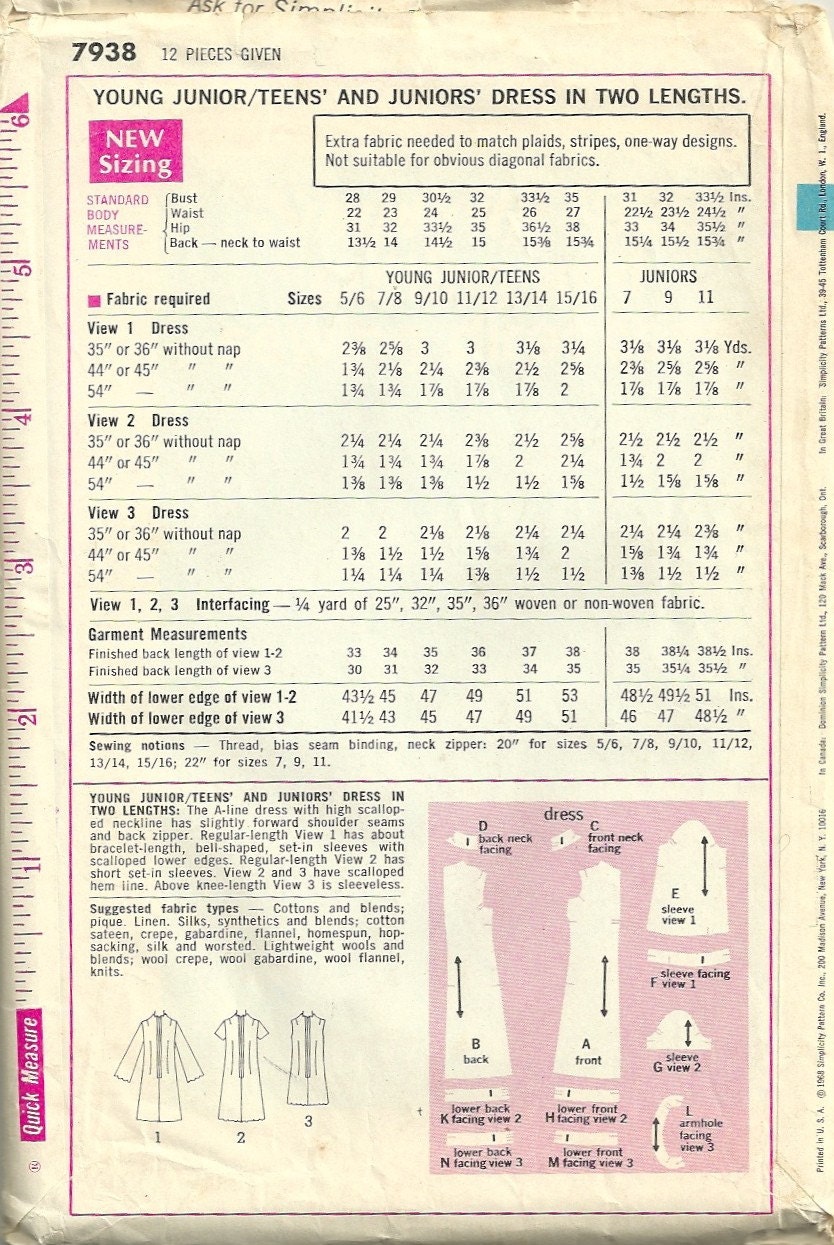 Ask for
7938 12 PIECES GIVEN
YOUNG JUNIOR/TEENS' AND JUNIORS' DRESS IN TWO LENGTHS.
NEW
Sizing
Extra fabric needed to match plaids, stripes, one-way designs.
Not suitable for obvious diagonal fabrics.
STANDARD BODY MEASUREMENTS
Bust 28 29 30½ 32 33½ 35 31 32 33½ Ins.
Waist 22 23 24 25 26 27 22½ 23½ 24½ "
Hip 31 32 33½ 35 36½ 38 33 34 35½ "
Back — neck to waist 13½ 14 14½ 15 15⅜ 15¾ 15¼ 15½ 15¾ "
YOUNG JUNIOR/TEENS JUNIORS
Fabric required Sizes 5/6 7/8 9/10 11/12 13/14 15/16 7 9 11
View 1 Dress
35" or 36" without nap 2⅜ 2⅝ 3 3 3⅛ 3¼ 3⅛ 3⅛ 3⅛ Yds.
44" or 45" " " 1¾ 2⅛ 2¼ 2⅜ 2½ 2⅝ 2⅜ 2⅝ 2⅝ "
54" — " " 1¾ 1¾ 1⅞ 1⅞ 1⅞ 2 1⅞ 1⅞ 1⅞ "
View 2 Dress
35" or 36" without nap 2¼ 2¼ 2¼ 2⅜ 2½ 2⅝ 2½ 2½ 2½ "
44" or 45" " " 1¾ 1¾ 1¾ 1⅞ 2 2¼ 1¾ 2 2 "
54" — " " 1⅜ 1⅜ 1⅜ 1½ 1½ 1⅝ 1½ 1⅝ 1⅝ "
View 3 Dress
35" or 36" without nap 2 2 2⅛ 2⅛ 2¼ 2¼ 2¼ 2¼ 2⅜ "
44" or 45" " " 1⅜ 1½ 1½ 1⅝ 1¾ 2 1⅝ 1¾ 1¾ "
54" — " " 1¼ 1¼ 1¼ 1⅜ 1½ 1½ 1⅜ 1½ 1½ "
View 1, 2, 3 Interfacing — ¼ yard of 25", 32", 35", 36" woven or non-woven fabric.
Garment Measurements
Finished back length of view 1-2 33 34 35 36 37 38 38 38¼ 38½ Ins.
Finished back length of view 3 30 31 32 33 34 35 35 35¼ 35½ "
Width of lower edge of view 1-2 43½ 45 47 49 51 53 48½ 49½ 51 Ins.
Width of lower edge of view 3 41½ 43 45 47 49 51 46 47 48½ "
Sewing notions — Thread, bias seam binding, neck zipper: 20" for sizes 5/6, 7/8, 9/10, 11/12,
13/14, 15/16; 22" for sizes 7, 9, 11.
YOUNG JUNIOR/TEENS' AND JUNIORS' DRESS IN
TWO LENGTHS: The A-line dress with high scallop-
ed neckline has slightly forward shoulder seams
and back zipper. Regular-length View 1 has about
bracelet-length, bell-shaped, set-in sleeves with
scalloped lower edges. Regular-length View 2 has
short set-in sleeves. View 2 and 3 have scalloped
hem line. Above knee-length View 3 is sleeveless.
Suggested fabric types — Cottons and blends;
pique. Linen. Silks, synthetics and blends; cotton
sateen, crepe, gabardine, flannel, homespun, hop-
sacking, silk and worsted. Lightweight wools and
blends; wool crepe, wool gabardine, wool flannel,
knits.
1
2
3
dress
D
back neck
facing
C
front neck
facing
E
sleeve
view 1
sleeve facing
F view 1
B
back
A
front
sleeve
G view 2
lower back
K facing view 2
lower front
H facing view 2
L
armhole
facing
view 3
lower back
N facing view 3
lower front
M facing view 3
6
5
4
3
2
1
Quick Measure
Printed in U. S. A. © 1968 Simplicity Pattern Co. Inc., 200 Madison Avenue, New York, N. Y. 10016 In Canada: Dominion Simplicity Pattern Ltd., 120 Mack Ave., Scarborough, Ont. In Great Britain: Simplicity Patterns Ltd., 39-45 Tottenham Court Rd., London, W. 1., England.